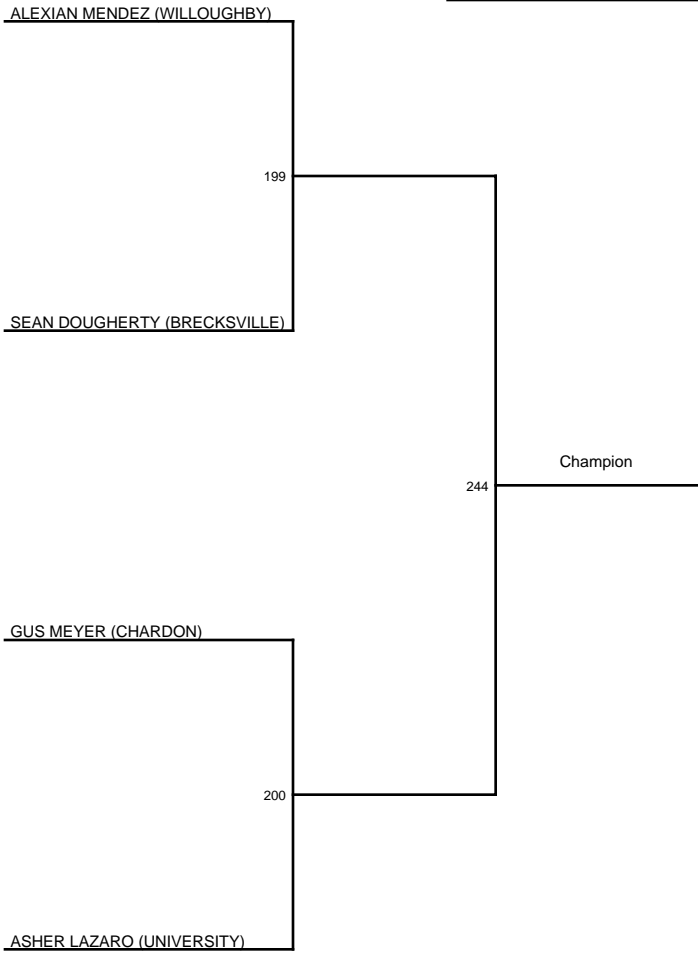 ALEXIAN MENDEZ (WILLOUGHBY)
199
SEAN DOUGHERTY (BRECKSVILLE)
Champion
244
GUS MEYER (CHARDON)
200
ASHER LAZARO (UNIVERSITY)